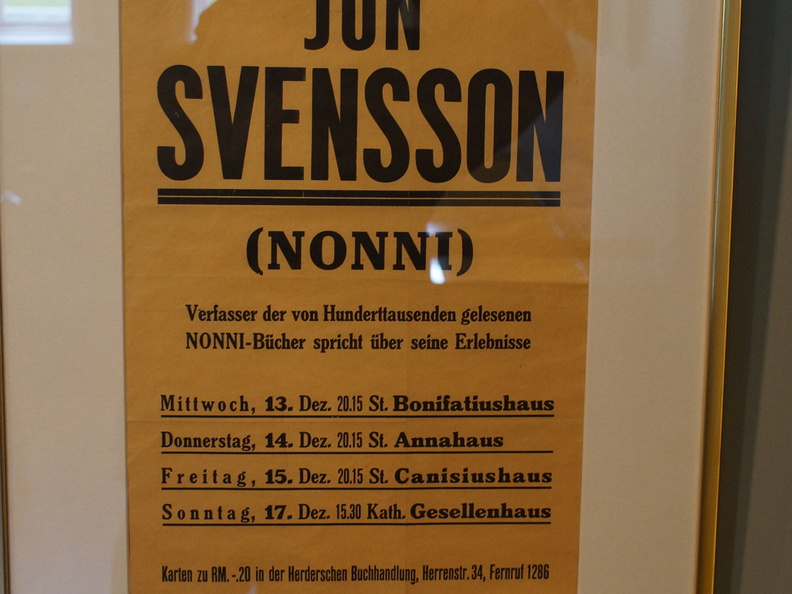 JÓN
SVENSSON
(NONNI)
Verfasser der von Hunderttausenden gelesenen
NONNI-Bücher spricht über seine Erlebnisse
Mittwoch, 13. Dez. 20.15 St. Bonifatiushaus
Donnerstag, 14. Dez. 20.15 St. Annahaus
Freitag, 15. Dez. 20.15 St. Canisiushaus
Sonntag, 17. Dez. 15.30 Kath. Gesellenhaus
Karten zu RM. -.20 in der Herderschen Buchhandlung, Herrenstr. 34, Fernruf 1286